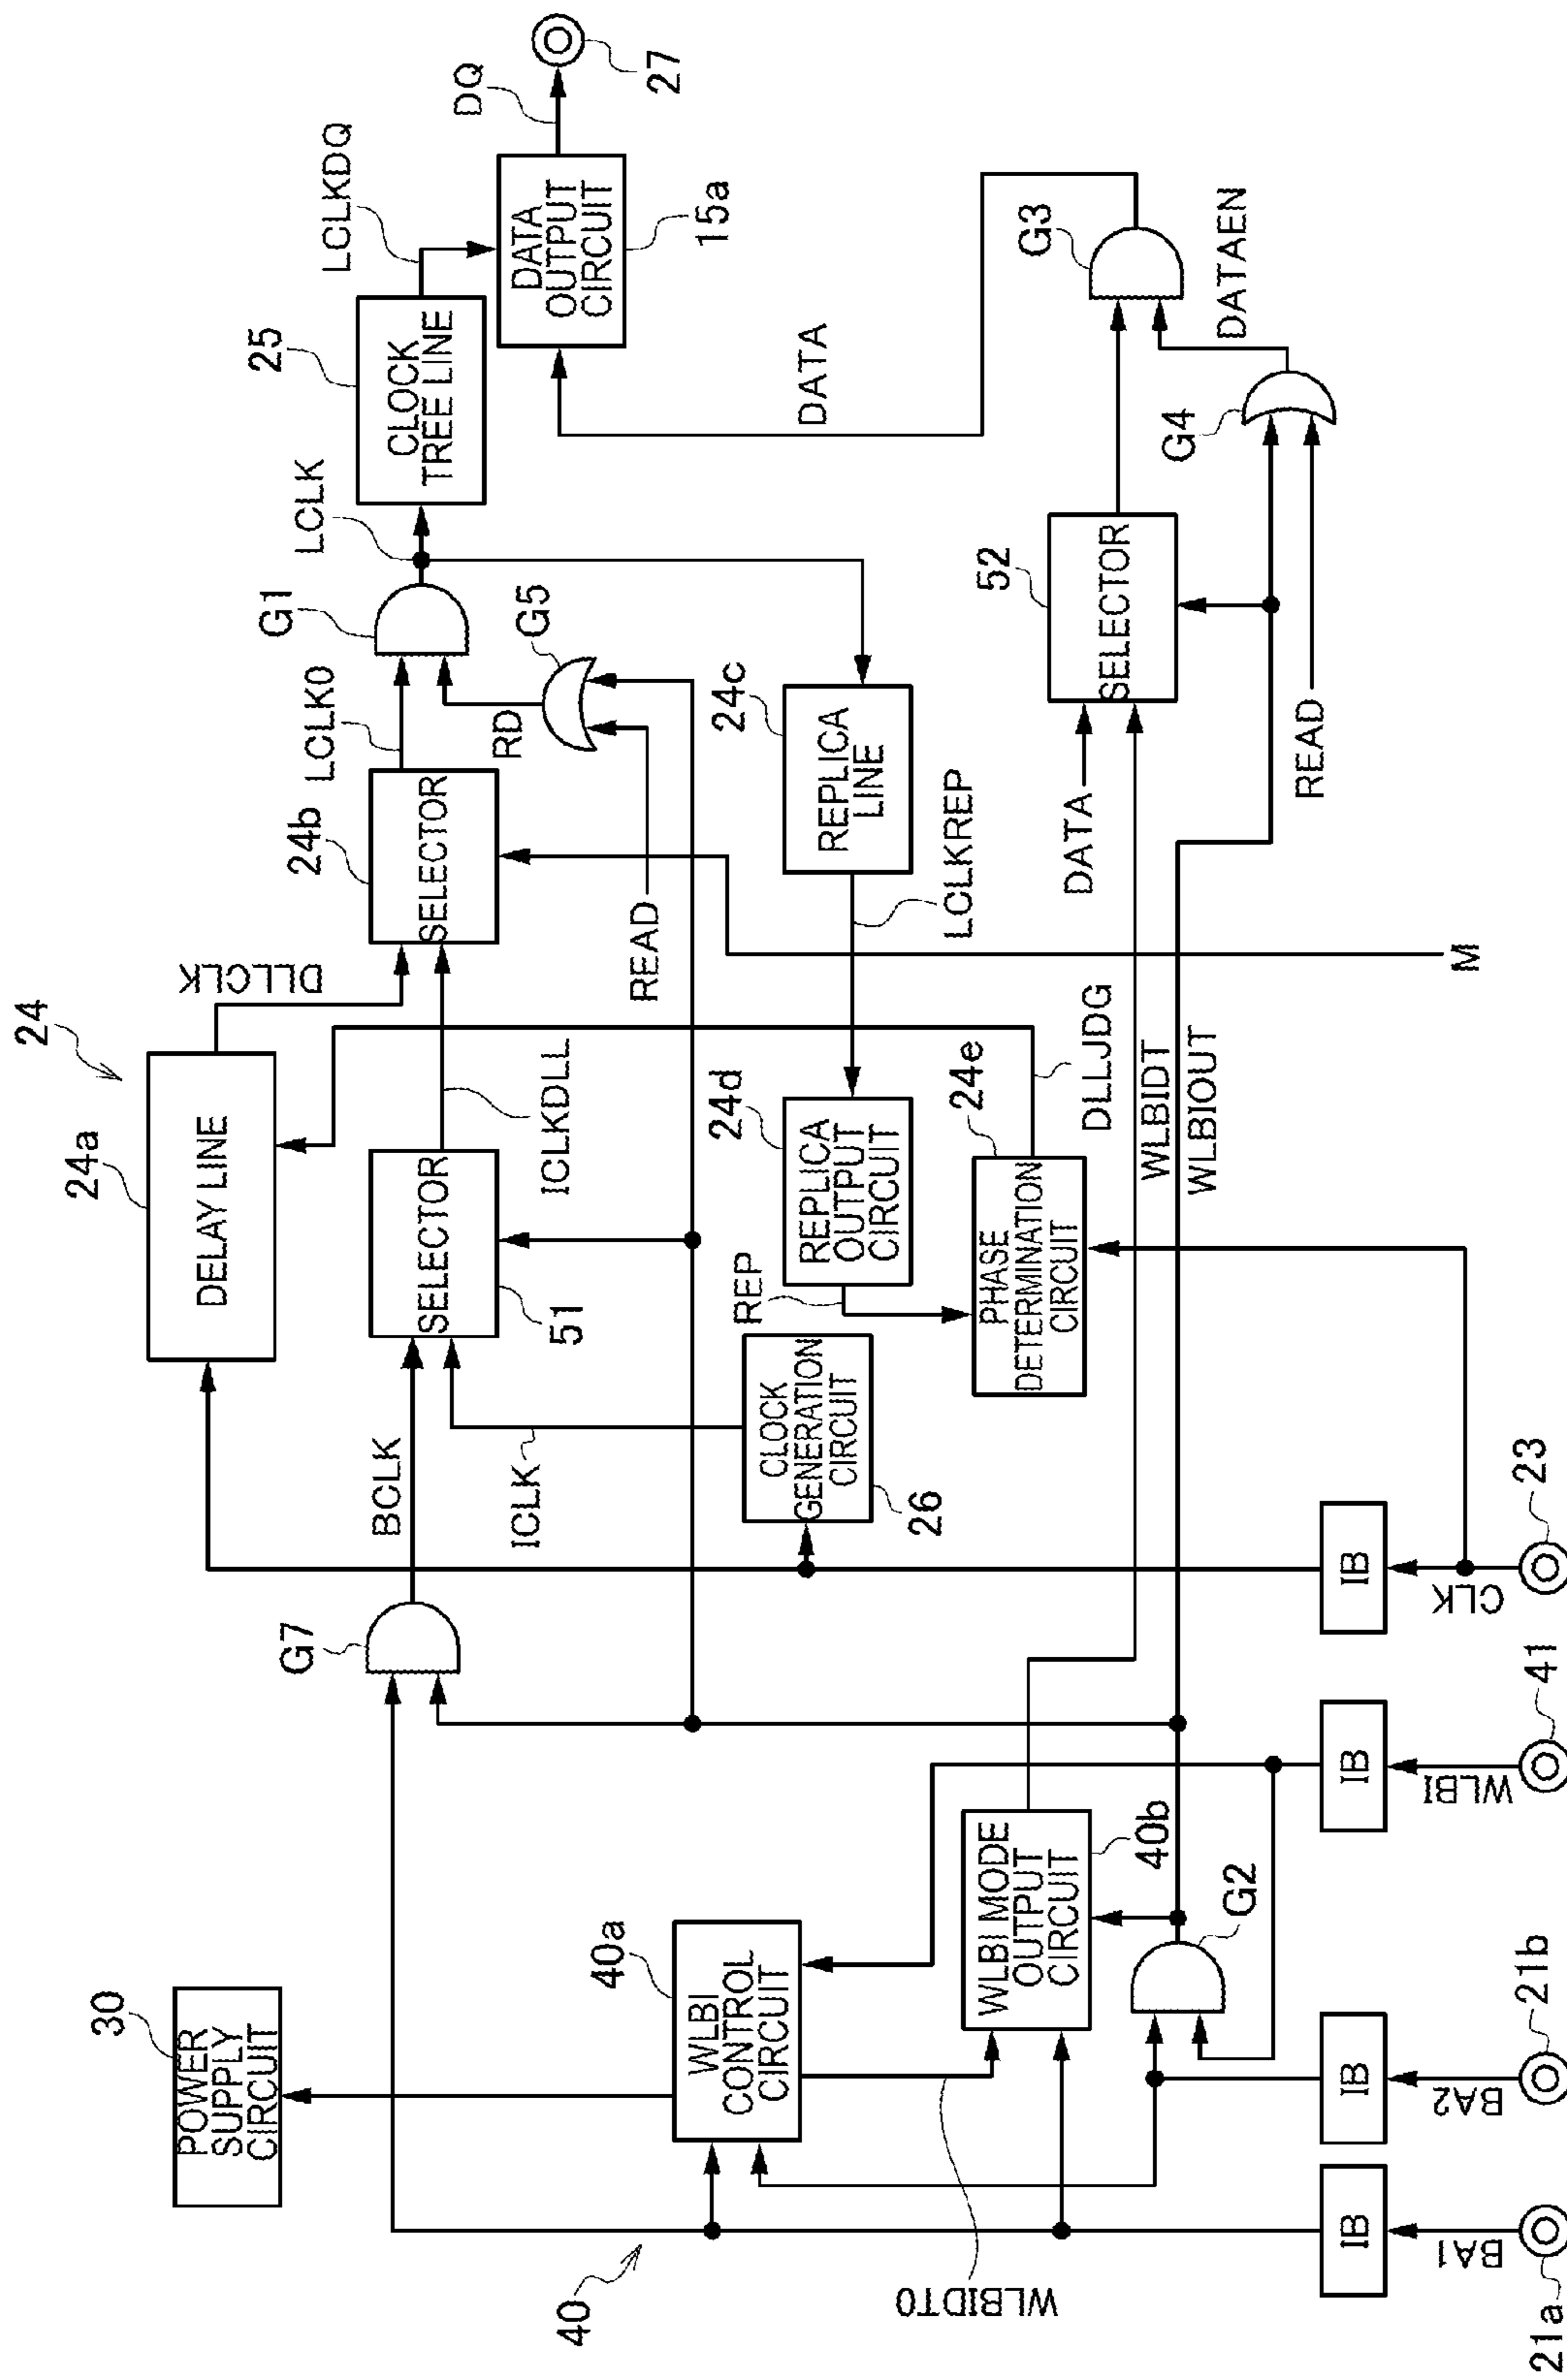 30
POWER
SUPPLY
CIRCUIT
40
40a
WLBI
CONTROL
CIRCUIT
WLBIDT0
WLBI MODE
OUTPUT
CIRCUIT
40b
G2
21a
BA1
IB
21b
BA2
IB
41
WLBI
IB
23
CLK
IB
G7
BCLK
ICLK
CLOCK
GENERATION
CIRCUIT
26
24
24a
DELAY LINE
DLLCLK
SELECTOR
51
ICLKDLL
24b
SELECTOR
LCLK0
READ
RD
G5
G1
LCLK
25
CLOCK
TREE LINE
LCLKDQ
DATA
OUTPUT
CIRCUIT
15a
DQ
27
24c
REPLICA
LINE
LCLKREP
24d
REPLICA
OUTPUT
CIRCUIT
REP
24e
PHASE
DETERMINATION
CIRCUIT
DLLJDG
WLBIDT
WLBIOUT
M
DATA
52
SELECTOR
READ
G4
DATAEN
G3
DATA